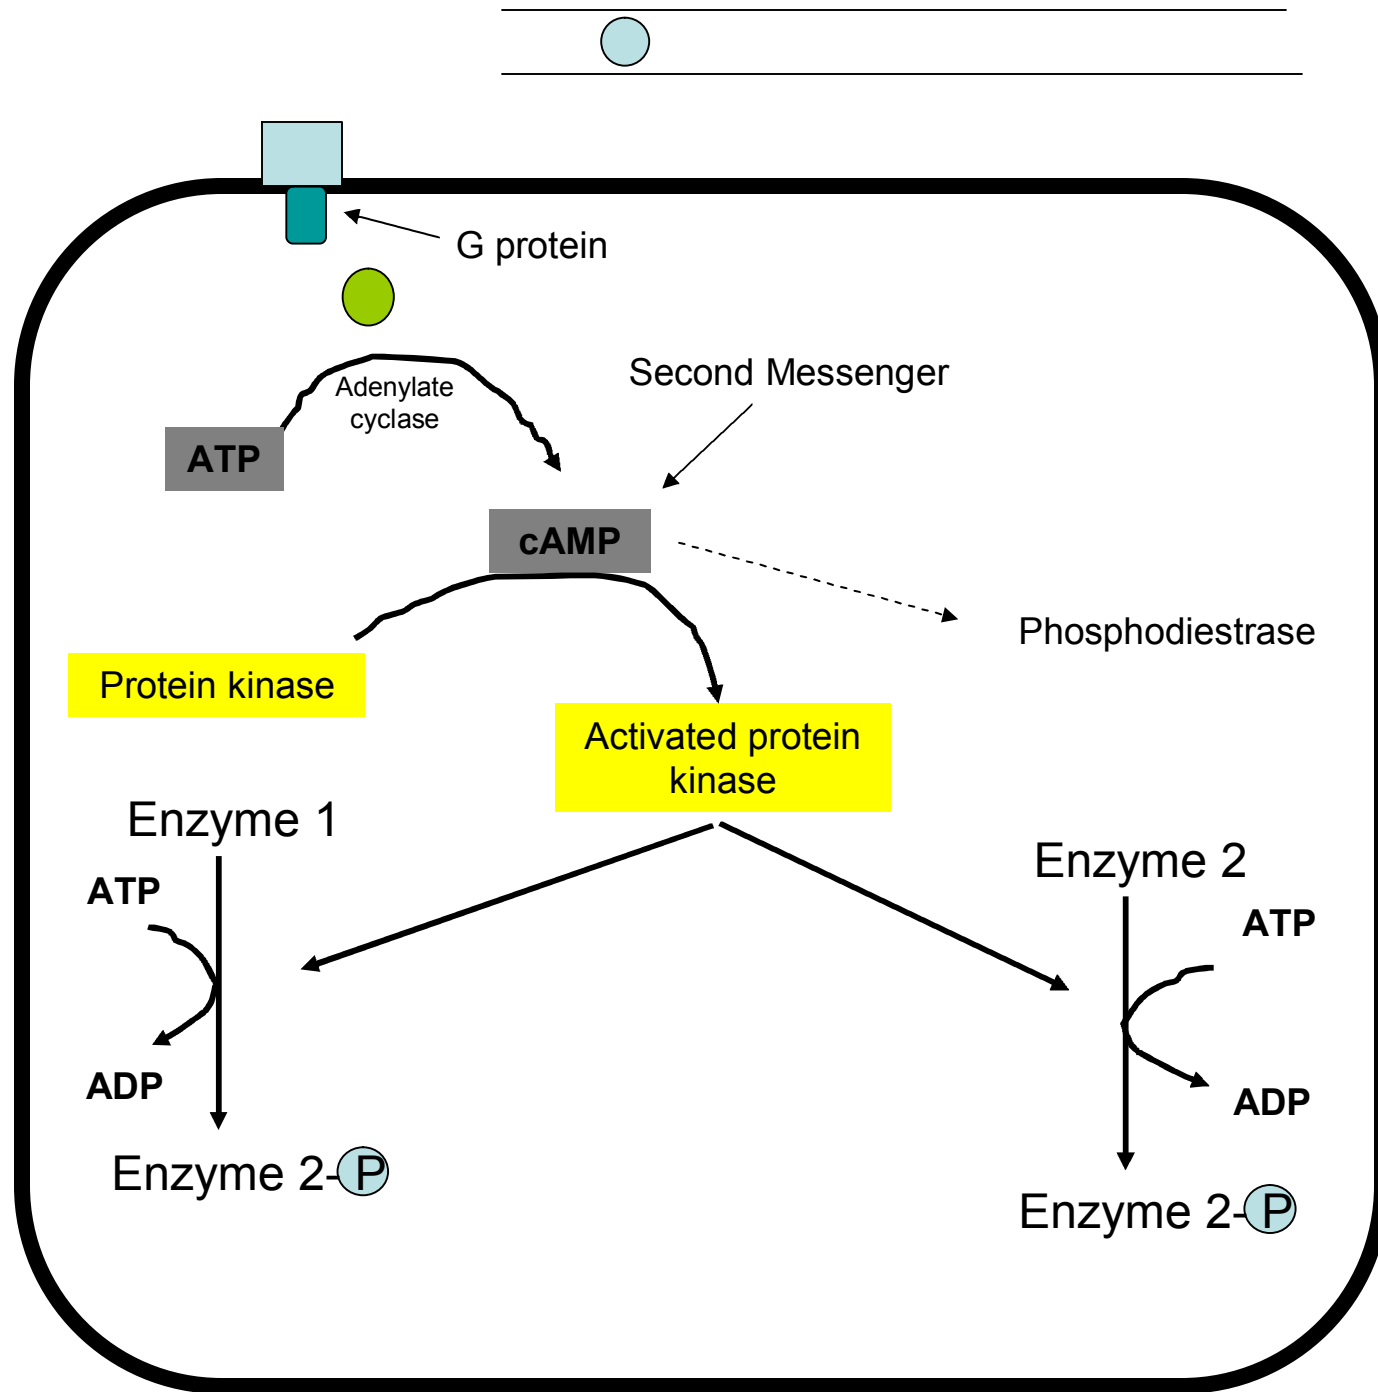 G protein
Second Messenger
Adenylate
cyclase
ATP
cAMP
Phosphodiestrase
Protein kinase
Activated protein
kinase
Enzyme 1
Enzyme 2
ATP
ATP
ADP
ADP
Enzyme 2-P
Enzyme 2-P